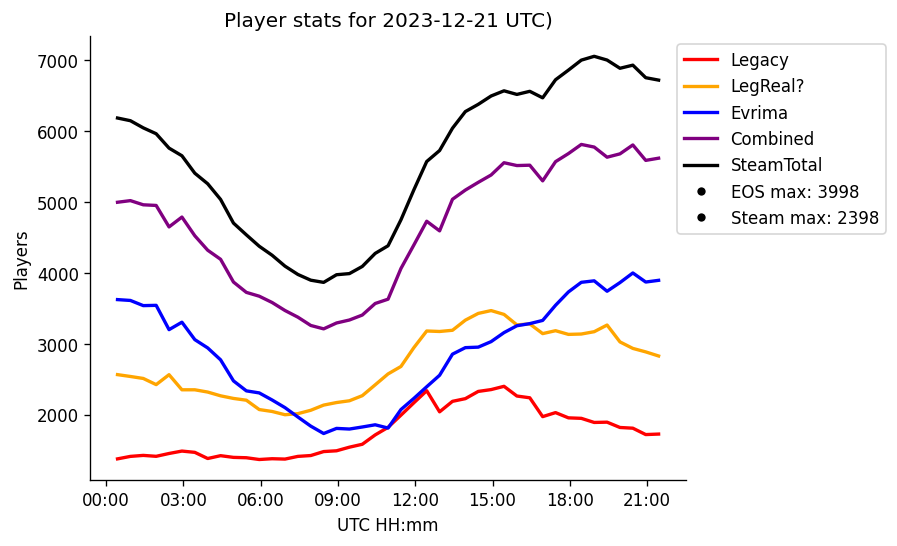 Player stats for 2023-12-21 UTC)
7000
6000
5000
4000
3000
2000
Players
00:00 03:00 06:00 09:00 12:00 15:00 18:00 21:00
UTC HH:mm
Legacy
LegReal?
Evrima
Combined
SteamTotal
EOS max: 3998
Steam max: 2398